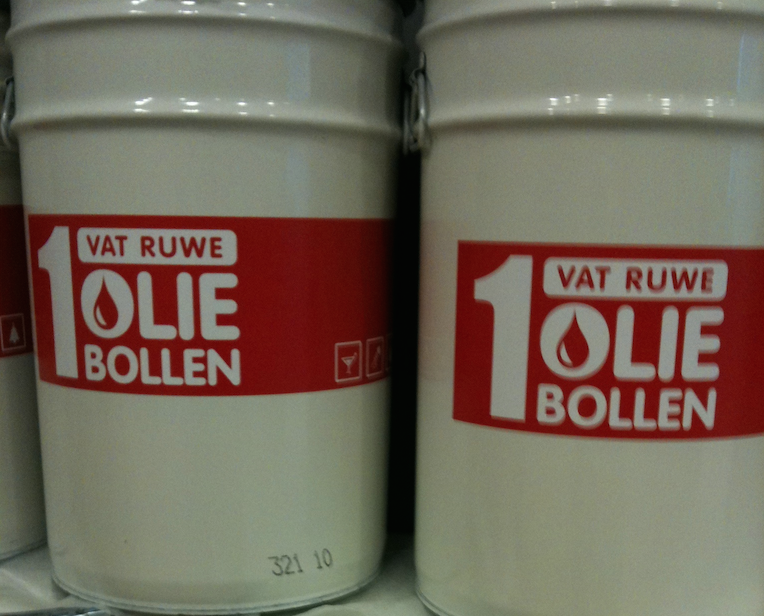 1 VAT RUWE
OLIE
BOLLEN
321 10
1 VAT RUWE
OLIE
BOLLEN